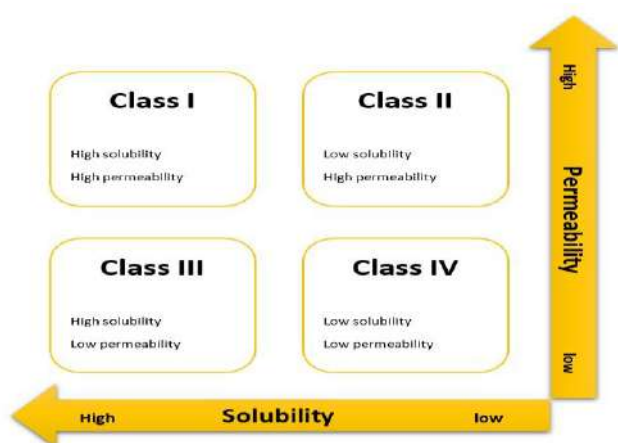 Class I
High solubility
High permeability
Class II
Low solubility
High permeability
Class III
High solubility
Low permeability
Class IV
Low solubility
Low permeability
High
Permeability
low
High Solubility low